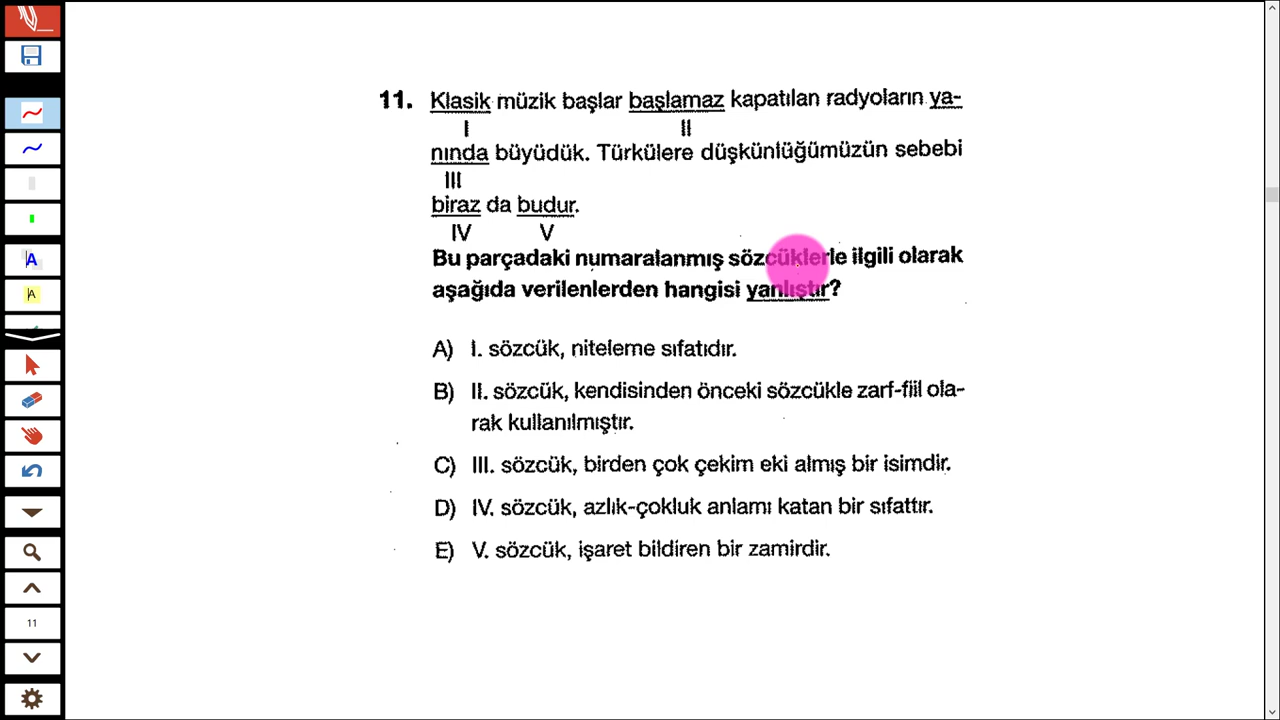 11. Klasik müzik başlar başlamaz kapatılan radyoların ya-
I II
nında büyüdük. Türkülere düşkünlüğümüzün sebebi
III
biraz da budur.
IV V
Bu parçadaki numaralanmış sözcüklerle ilgili olarak
aşağıda verilenlerden hangisi yanlıştır?
A) I. sözcük, niteleme sıfatıdır.
B) II. sözcük, kendisinden önceki sözcükle zarf-fiil ola-
rak kullanılmıştır.
C) III. sözcük, birden çok çekim eki almış bir isimdir.
D) IV. sözcük, azlık-çokluk anlamı katan bir sıfattır.
E) V. sözcük, işaret bildiren bir zamirdir.
A
A
11